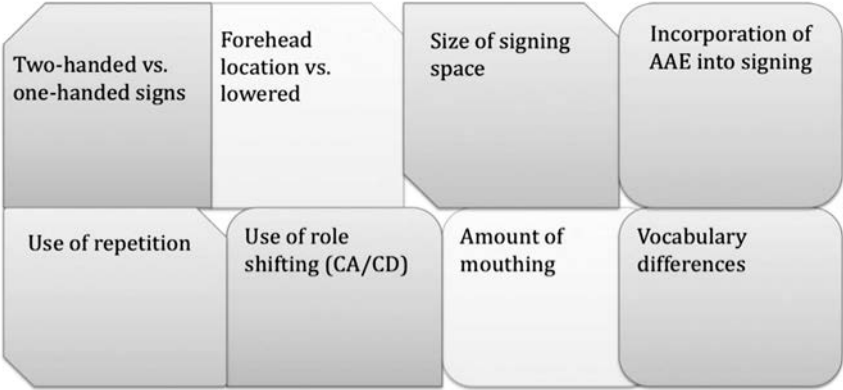 Two-handed vs.
one-handed signs
Forehead
location vs.
lowered
Size of signing
space
Incorporation of
AAE into signing
Use of repetition
Use of role
shifting (CA/CD)
Amount of
mouthing
Vocabulary
differences